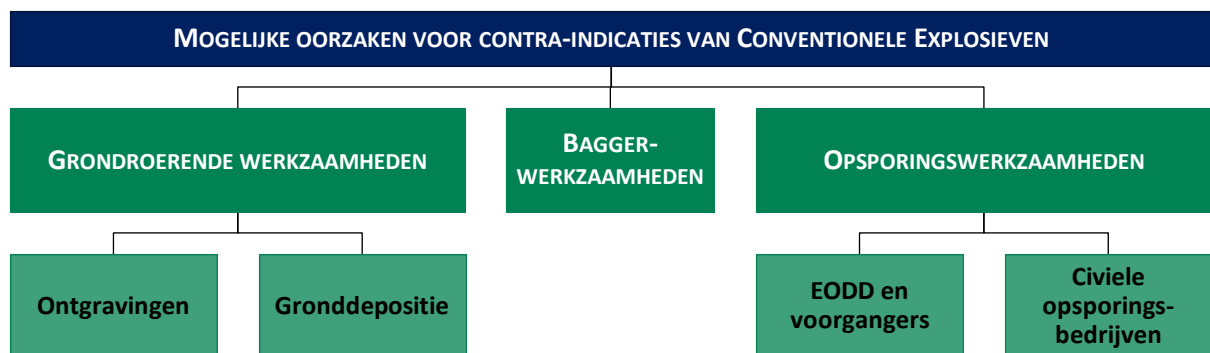 MOGELIJKE OORZAKEN VOOR CONTRA-INDICATIES VAN CONVENTIONELE EXPLOSIEVEN
GRONDROERENDE WERKZAAMHEDEN
BAGGER-
WERKZAAMHEDEN
OPSPORINGSWERKZAAMHEDEN
Ontgravingen
Gronddepositie
EODD en
voorgangers
Civiele
opsporings-
bedrijven